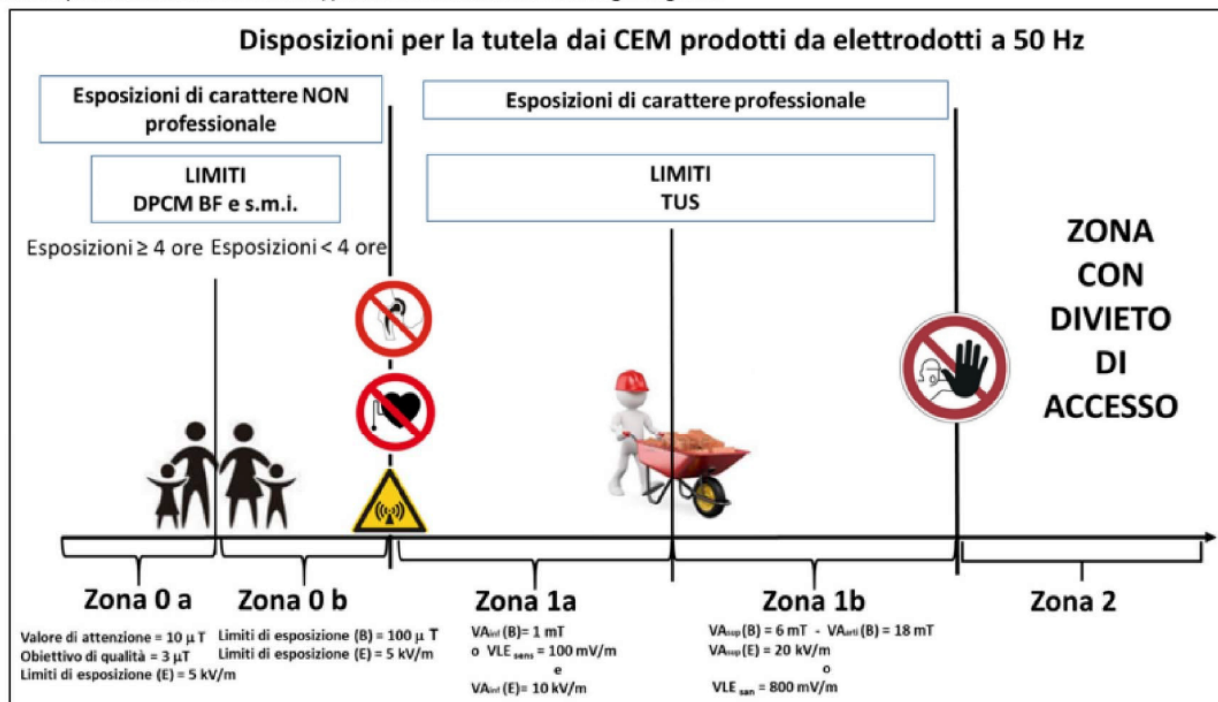 Disposizioni per la tutela dai CEM prodotti da elettrodotti a 50 Hz
Esposizioni di carattere NON
professionale
Esposizioni di carattere professionale
LIMITI
DPCM BF e s.m.i.
LIMITI
TUS
Esposizioni ≥ 4 ore
Esposizioni < 4 ore
ZONA
CON
DIVIETO
DI
ACCESSO
Zona 0 a
Valore di attenzione = 10 μ T
Obiettivo di qualità = 3 μT
Limiti di esposizione (E) = 5 kV/m
Zona 0 b
Limiti di esposizione (B) = 100 μ T
Limiti di esposizione (E) = 5 kV/m
Zona 1a
VAinf (B)= 1 mT
o VLE sens = 100 mV/m
e
VAinf (E)= 10 kV/m
Zona 1b
VAsup (B) = 6 mT - VAarti (B) = 18 mT
VAsup (E) = 20 kV/m
o
VLE san = 800 mV/m
Zona 2